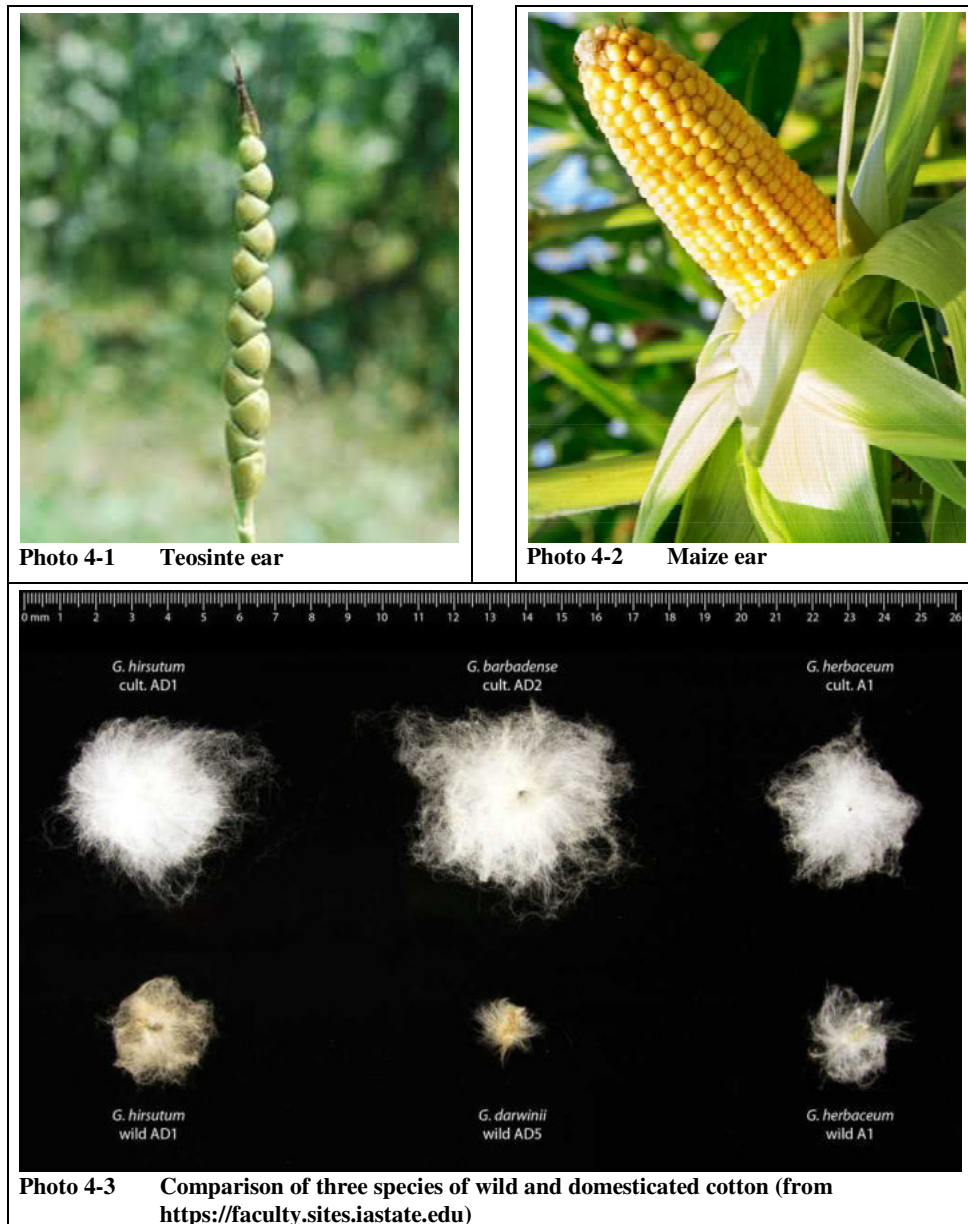 Photo 4-1 Teosinte ear
Photo 4-2 Maize ear
0 mm 1 2 3 4 5 6 7 8 9 10 11 12 13 14 15 16 17 18 19 20 21 22 23 24 25 26
G. hirsutum
cult. AD1
G. barbadense
cult. AD2
G. herbaceum
cult. A1
G. hirsutum
wild AD1
G. darwinii
wild AD5
G. herbaceum
wild A1
Photo 4-3 Comparison of three species of wild and domesticated cotton (from
https://faculty.sites.iastate.edu)